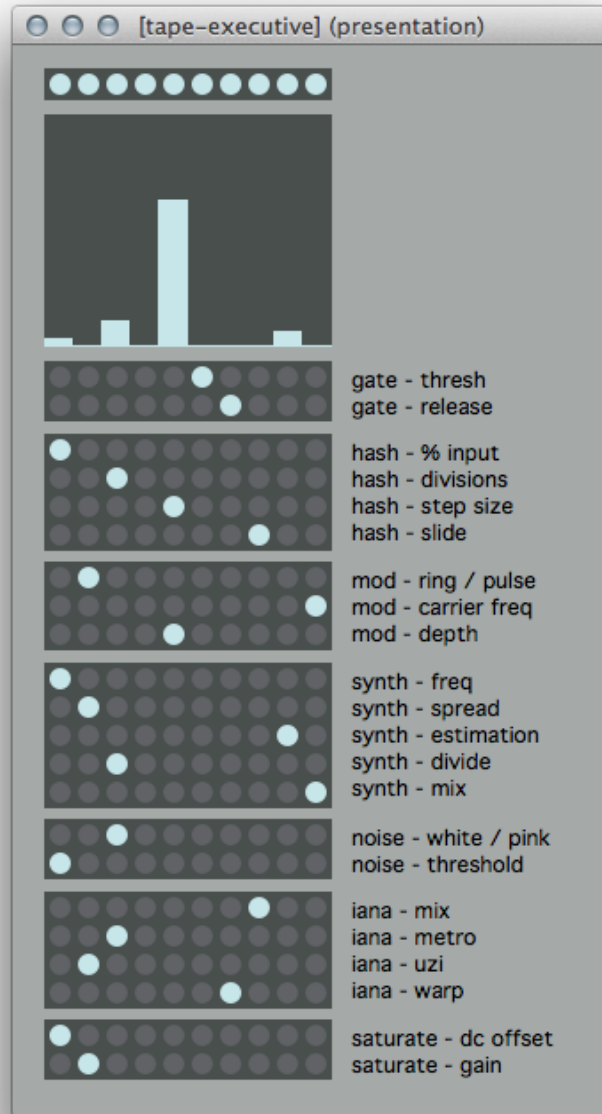 [tape-executive] (presentation)
gate - thresh
gate - release
hash - % input
hash - divisions
hash - step size
hash - slide
mod - ring / pulse
mod - carrier freq
mod - depth
synth - freq
synth - spread
synth - estimation
synth - divide
synth - mix
noise - white / pink
noise - threshold
iana - mix
iana - metro
iana - uzi
iana - warp
saturate - dc offset
saturate - gain